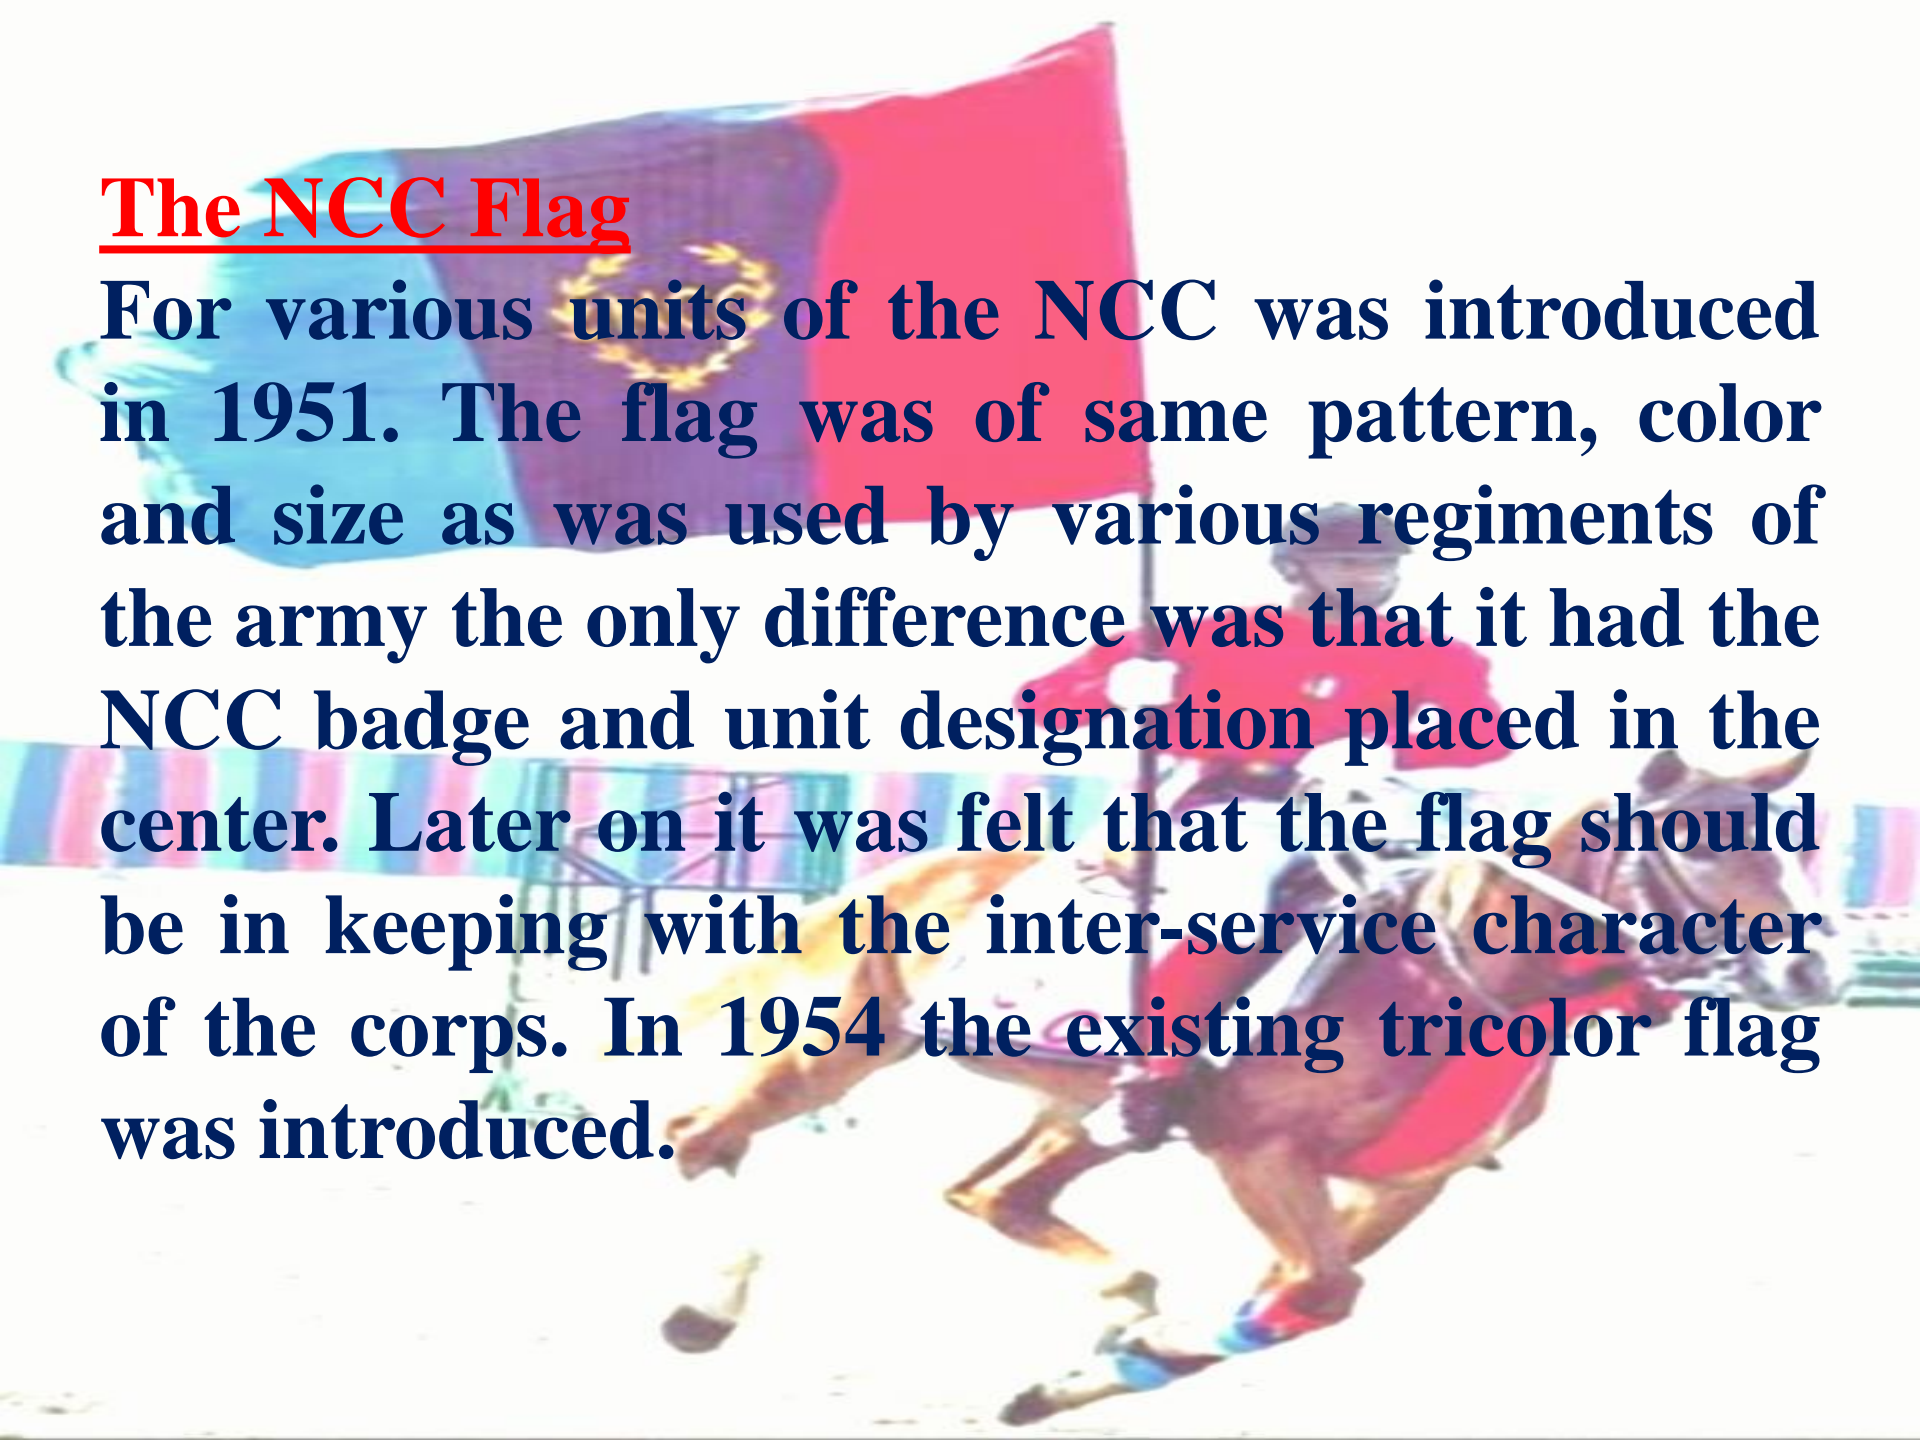 The NCC Flag
For various units of the NCC was introduced
in 1951. The flag was of same pattern, color
and size as was used by various regiments of
the army the only difference was that it had the
NCC badge and unit designation placed in the
center. Later on it was felt that the flag should
be in keeping with the inter-service character
of the corps. In 1954 the existing tricolor flag
was introduced.